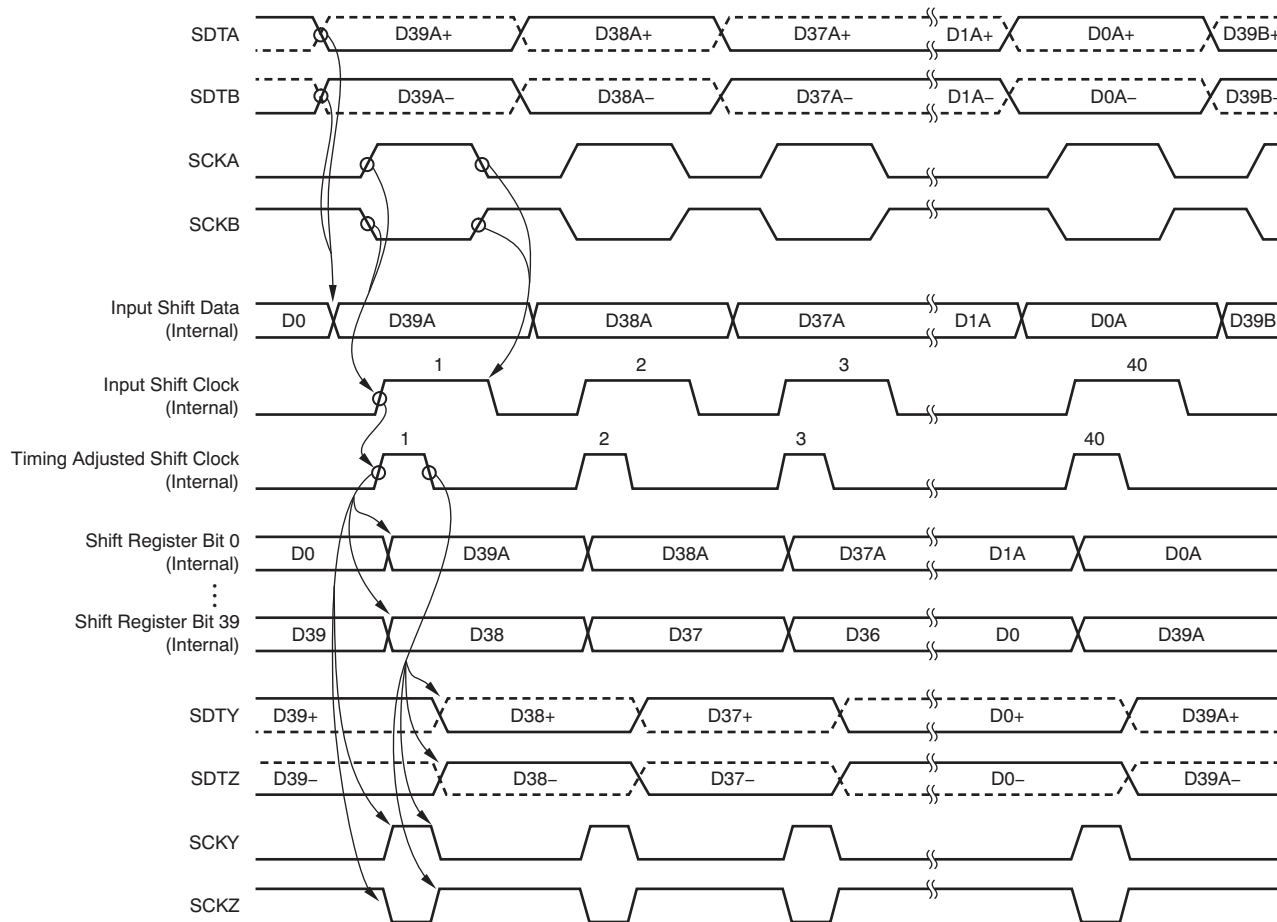 SDTA D39A+ D38A+ D37A+ D1A+ D0A+ D39B+
SDTB D39A− D38A− D37A− D1A− D0A− D39B−
SCKA
SCKB
Input Shift Data
(Internal)
D0 D39A D38A D37A D1A D0A D39B
1 2 3 40
Input Shift Clock
(Internal)
1 2 3 40
Timing Adjusted Shift Clock
(Internal)
Shift Register Bit 0
(Internal)
D0 D39A D38A D37A D1A D0A
Shift Register Bit 39
(Internal)
D39 D38 D37 D36 D0 D39A
SDTY D39+ D38+ D37+ D0+ D39A+
SDTZ D39− D38− D37− D0− D39A−
SCKY
SCKZ